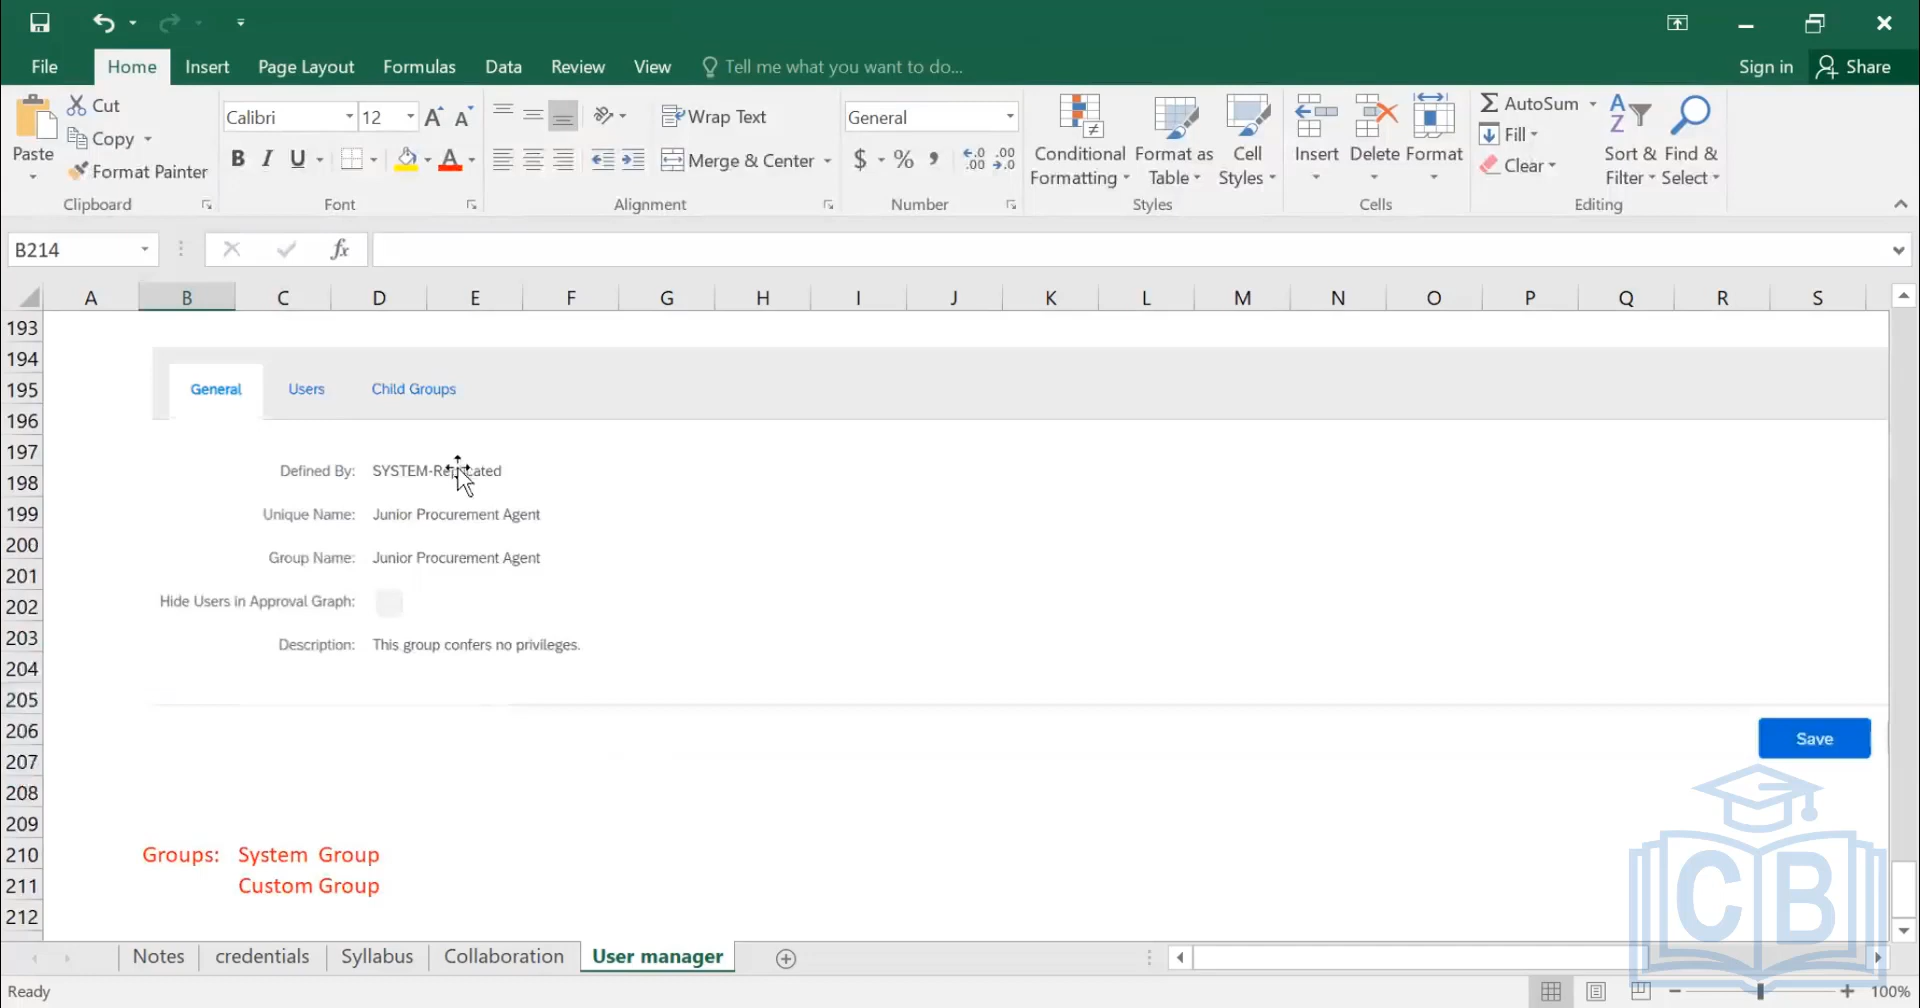 File Home Insert Page Layout Formulas Data Review View Tell me what you want to do... Sign in Share
Cut
Copy
Format Painter
Paste
Clipboard
Calibri 12
B I U
Font
Wrap Text
Merge & Center
Alignment
General
$ % ,
Number
Conditional Formatting
Format as Table
Cell Styles
Styles
Insert Delete Format
Cells
AutoSum
Fill
Clear
Sort & Filter
Find & Select
Editing
B214 fx
A B C D E F G H I J K L M N O P Q R S
193
194
195 General Users Child Groups
196
197
198
Defined By: SYSTEM-
199 Unique Name: Junior Procurement Agent
200
Group Name: Junior Procurement Agent
201
202 Hide Users in Approval Graph:
203 Description: This group confers no privileges.
204
205
206 Save
207
208
209
210 Groups: System Group
211 Custom Group
212
CB
Notes credentials Syllabus Collaboration User manager
Ready 100%